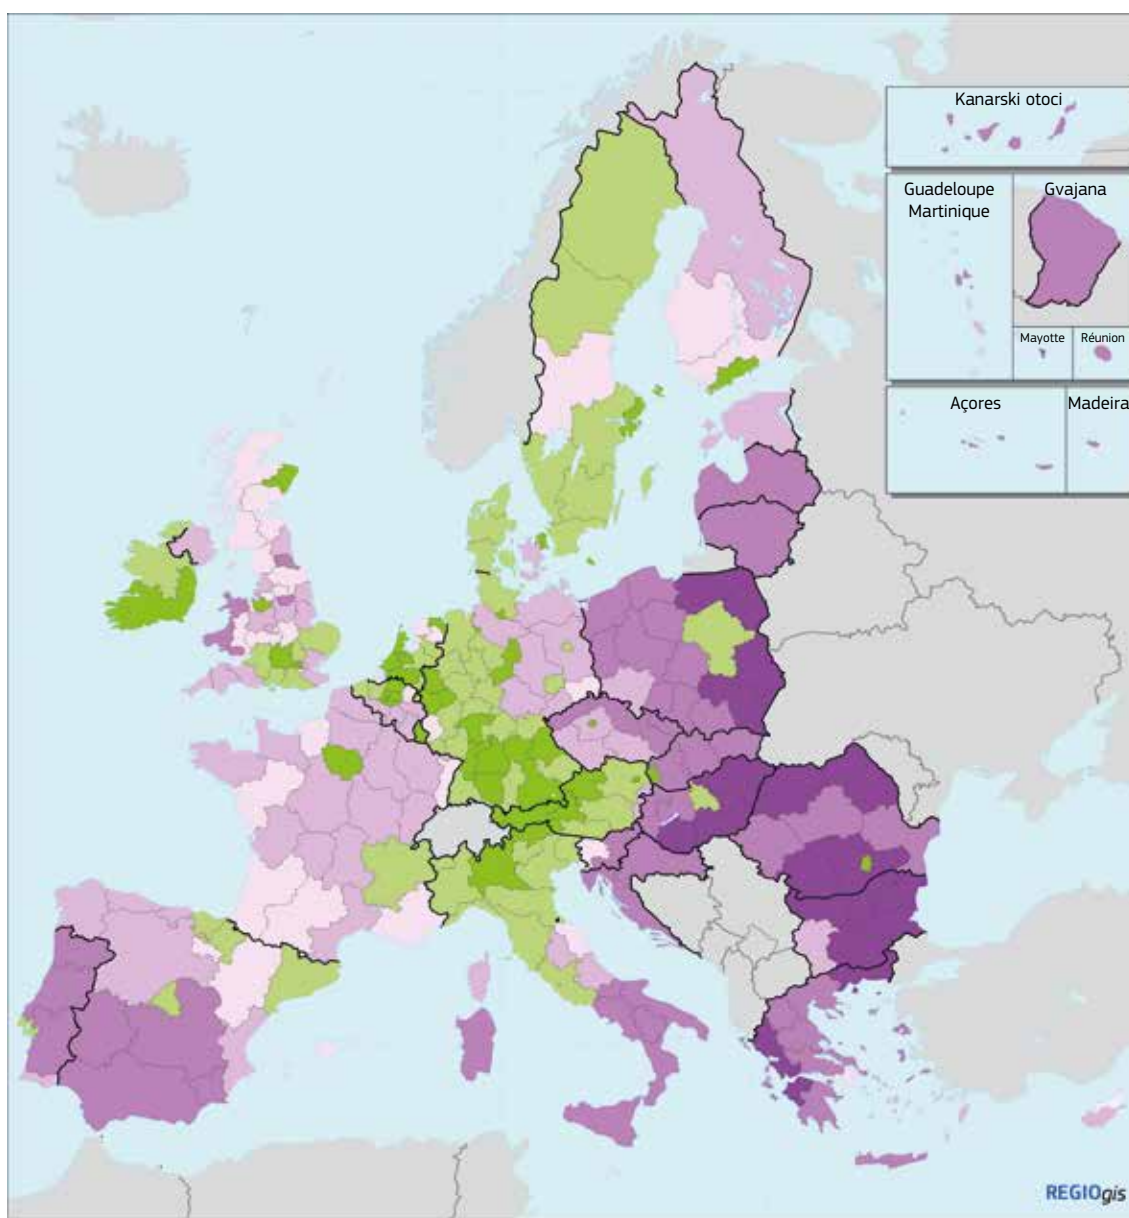 Kanarski otoci
Guadeloupe
Martinique
Gvajana
Mayotte
Réunion
Açores
Madeira
REGIOgis